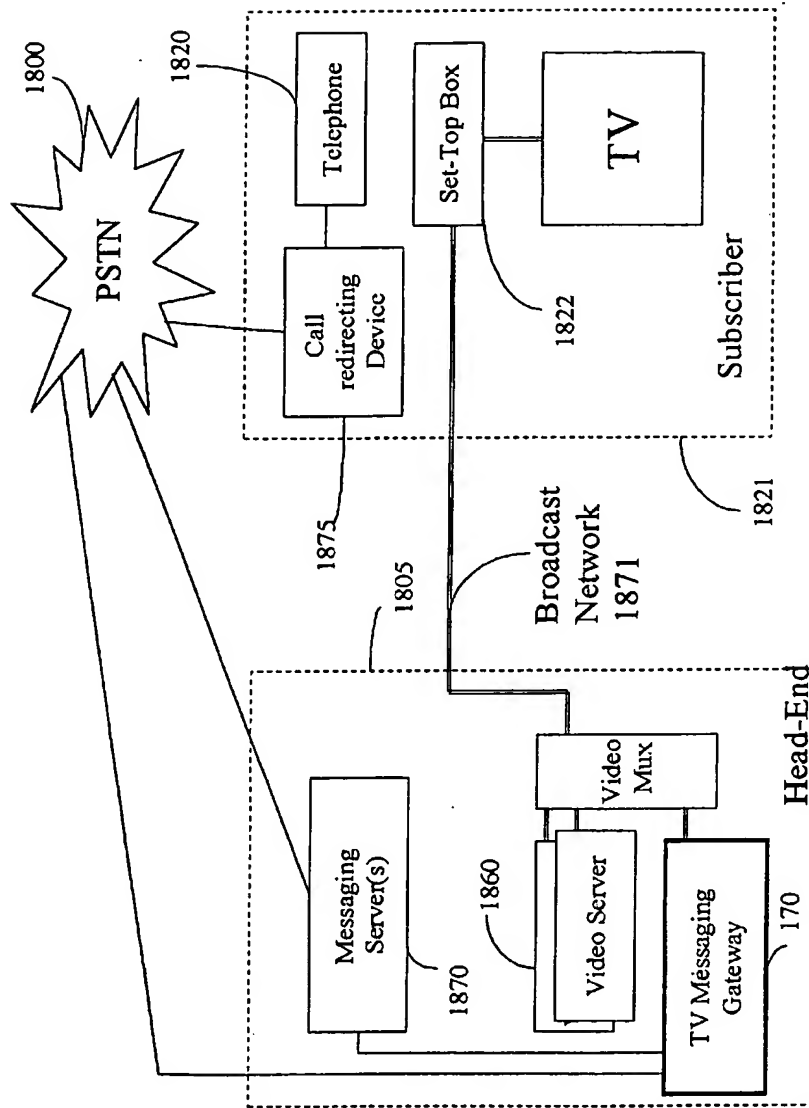 1800
PSTN
1820
Telephone
Call
redirecting
Device
1875
Set-Top Box
1822
TV
Subscriber
1821
1805
Broadcast
Network
1871
Messaging
Server(s)
1870
1860
Video Server
Video
Mux
TV Messaging
Gateway
170
Head-End